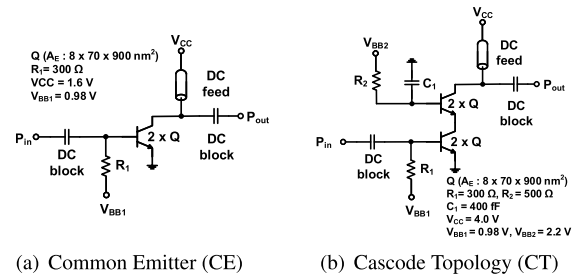 V_CC
Q (A_E : 8 x 70 x 900 nm²)
R₁= 300 Ω
VCC = 1.6 V
V_BB1 = 0.98 V
DC
feed
P_out
2 x Q
DC
block
P_in
DC
block
R₁
V_BB1
(a) Common Emitter (CE)
V_CC
V_BB2
R₂
C₁
DC
feed
P_out
2 x Q
DC
block
P_in
2 x Q
DC
block
R₁
V_BB1
Q (A_E : 8 x 70 x 900 nm²)
R₁= 300 Ω, R₂ = 500 Ω
C₁ = 400 fF
V_CC = 4.0 V
V_BB1 = 0.98 V, V_BB2 = 2.2 V
(b) Cascode Topology (CT)